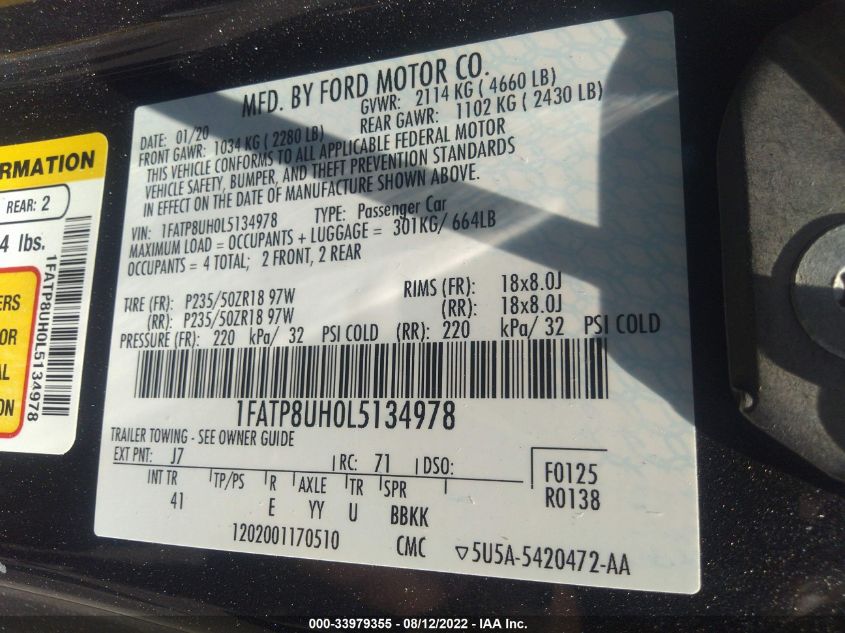 MFD. BY FORD MOTOR CO.
DATE: 01/20
GVWR: 2114 KG ( 4660 LB)
FRONT GAWR: 1034 KG ( 2280 LB)
REAR GAWR: 1102 KG ( 2430 LB)
THIS VEHICLE CONFORMS TO ALL APPLICABLE FEDERAL MOTOR
VEHICLE SAFETY, BUMPER, AND THEFT PREVENTION STANDARDS
IN EFFECT ON THE DATE OF MANUFACTURE SHOWN ABOVE.
VIN: 1FATP8UH0L5134978 TYPE: Passenger Car
MAXIMUM LOAD = OCCUPANTS + LUGGAGE = 301KG/ 664LB
OCCUPANTS = 4 TOTAL; 2 FRONT, 2 REAR
TIRE (FR): P235/50ZR18 97W RIMS (FR): 18x8.0J
(RR): P235/50ZR18 97W (RR): 18x8.0J
PRESSURE (FR): 220 kPa/ 32 PSI COLD (RR): 220 kPa/ 32 PSI COLD
1FATP8UH0L5134978
TRAILER TOWING - SEE OWNER GUIDE
EXT PNT: J7 RC: 71 DSO:
INT TR TP/PS R AXLE TR SPR
41 E YY U BBKK
F0125
R0138
1202001170510 CMC ▽5U5A-5420472-AA
RMATION
REAR: 2
4 lbs.
1FATP8UH0L5134978
ERS
OR
AL
ON
000-33979355 - 08/12/2022 - IAA Inc.